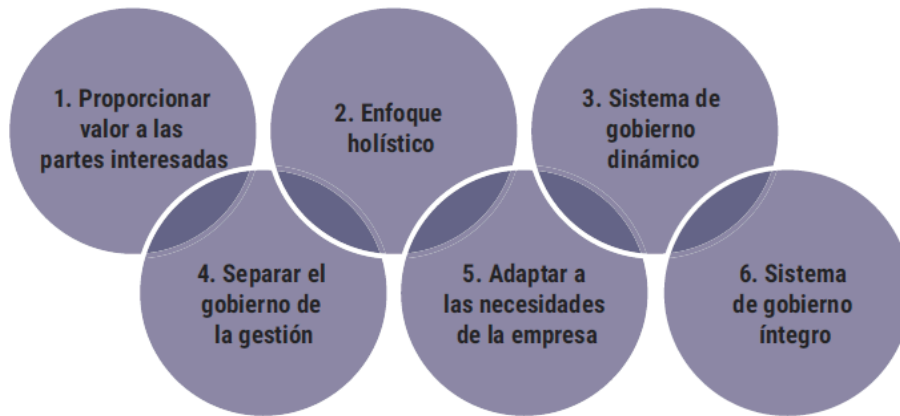 1. Proporcionar
valor a las
partes interesadas
2. Enfoque
holístico
3. Sistema de
gobierno
dinámico
4. Separar el
gobierno de
la gestión
5. Adaptar a
las necesidades
de la empresa
6. Sistema
de gobierno
íntegro